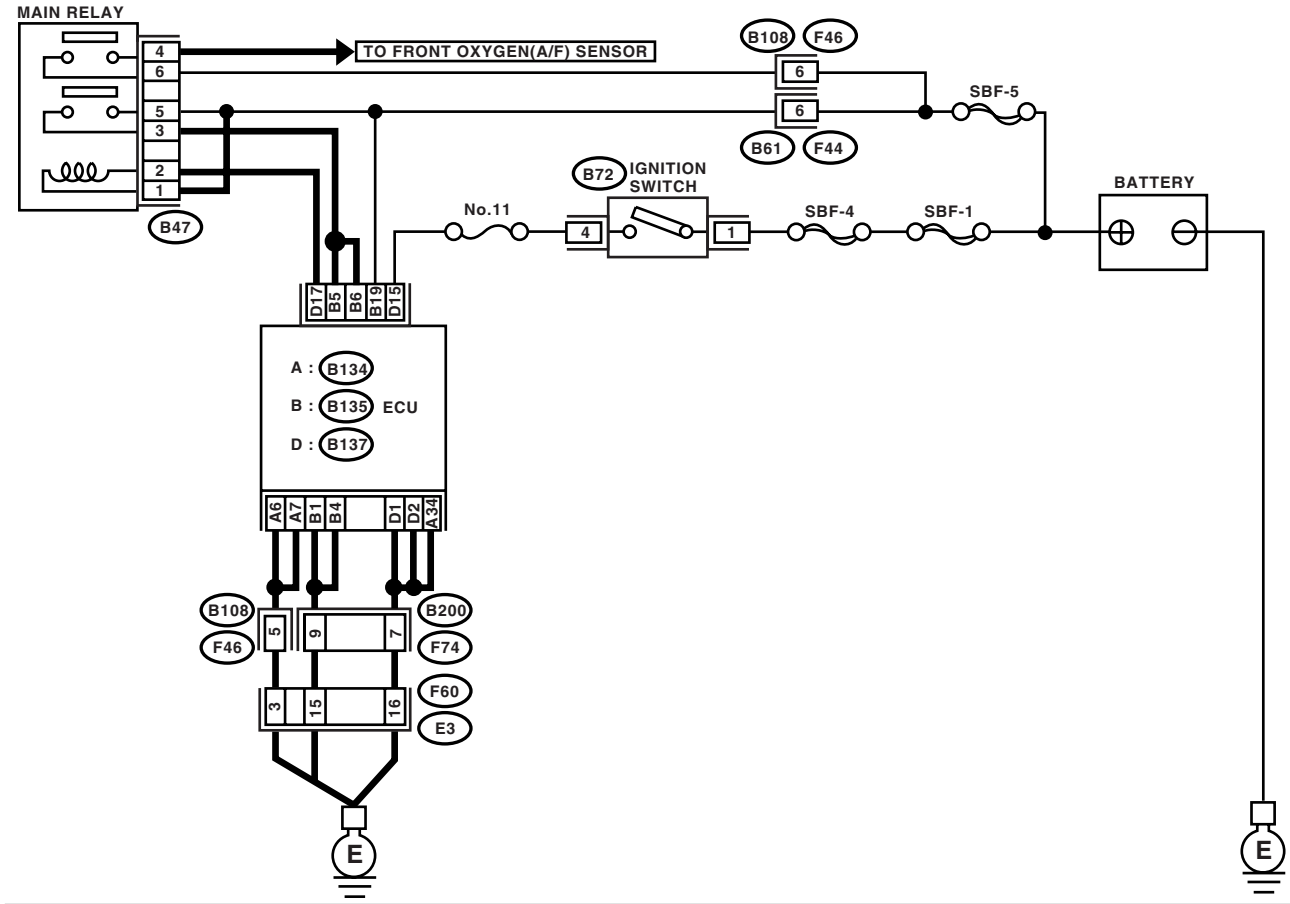 MAIN RELAY
4
TO FRONT OXYGEN(A/F) SENSOR
6
5
3
2
1
B47
B108 F46
6
6
B61 F44
SBF-5
B72 IGNITION
SWITCH
BATTERY
No.11
4
1
SBF-4
SBF-1
D17 B5 B6 B19 D15
A : B134
B : B135 ECU
D : B137
A6 A7 B1 B4 D1 D2 A34
B108
F46
5
9
7
B200
F74
3
15
16
F60
E3
E
E